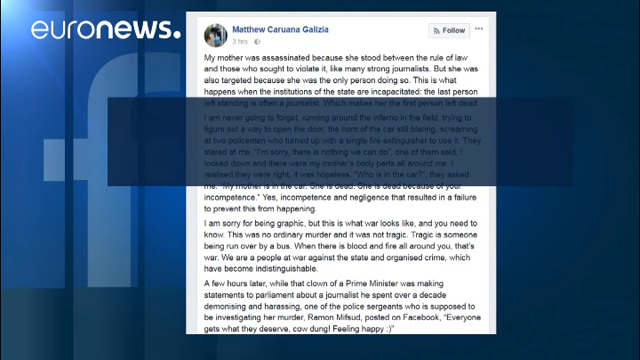 euronews.
Matthew Caruana Galizia
3 hrs
Follow
My mother was assassinated because she stood between the rule of law
and those who sought to violate it, like many strong journalists. But she was
also targeted because she was the only person doing so. This is what
happens when the institutions of the state are incapacitated: the last person
left standing is often a journalist. Which makes her the first person left dead.
I am never going to forget, running around the inferno in the field, trying to
figure out a way to open the door, the horn of the car still blaring, screaming
at two policemen who turned up with a single fire extinguisher to use it. They
stared at me. "I'm sorry, there is nothing we can do", one of them said. I
looked down and there were my mother's body parts all around me. I
realised they were right, it was hopeless. "Who is in the car?", they asked
me. "My mother is in the car. She is dead. She is dead because of your
incompetence." Yes, incompetence and negligence that resulted in a failure
to prevent this from happening.
I am sorry for being graphic, but this is what war looks like, and you need to
know. This was no ordinary murder and it was not tragic. Tragic is someone
being run over by a bus. When there is blood and fire all around you, that's
war. We are a people at war against the state and organised crime, which
have become indistinguishable.
A few hours later, while that clown of a Prime Minister was making
statements to parliament about a journalist he spent over a decade
demonising and harassing, one of the police sergeants who is supposed to
be investigating her murder, Ramon Mifsud, posted on Facebook, "Everyone
gets what they deserve, cow dung! Feeling happy :)"